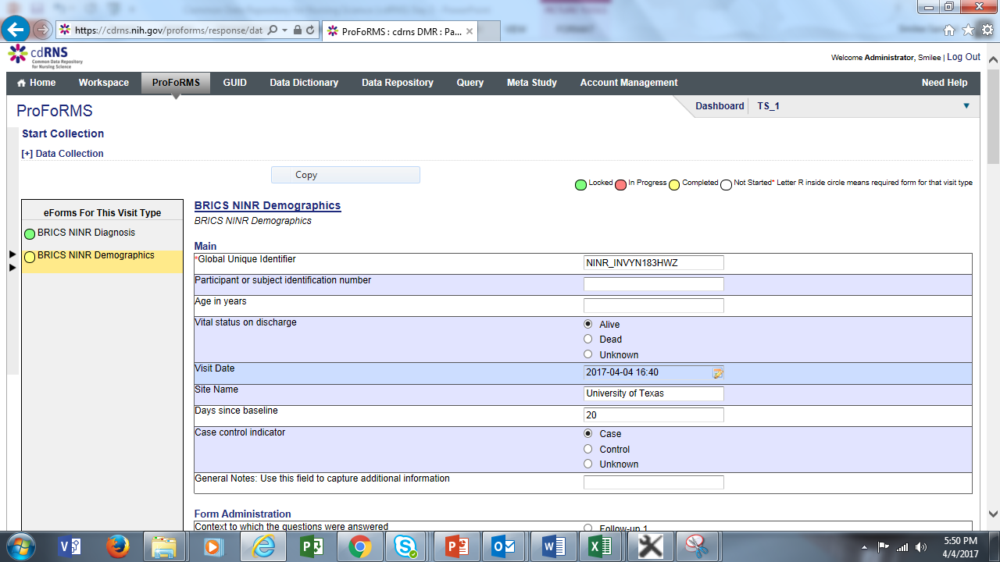 https://cdrns.nih.gov/proforms/response/dat
ProFoRMS : cdrns DMR : Pa...
cdRNS
Common Data Repository
for Nursing Science
Welcome Administrator, Smilee | Log Out
Home Workspace ProFoRMS GUID Data Dictionary Data Repository Query Meta Study Account Management Need Help
ProFoRMS
Dashboard TS_1
Start Collection
[+] Data Collection
Copy
Locked In Progress Completed Not Started* Letter R inside circle means required form for that visit type
eForms For This Visit Type
BRICS NINR Diagnosis
BRICS NINR Demographics
BRICS NINR Demographics
BRICS NINR Demographics
Main
*Global Unique Identifier NINR_INVYN183HWZ
Participant or subject identification number
Age in years
Vital status on discharge Alive
Dead
Unknown
Visit Date 2017-04-04 16:40
Site Name University of Texas
Days since baseline 20
Case control indicator Case
Control
Unknown
General Notes: Use this field to capture additional information
Form Administration
Context to which the questions were answered Follow-up 1
5:50 PM
4/4/2017